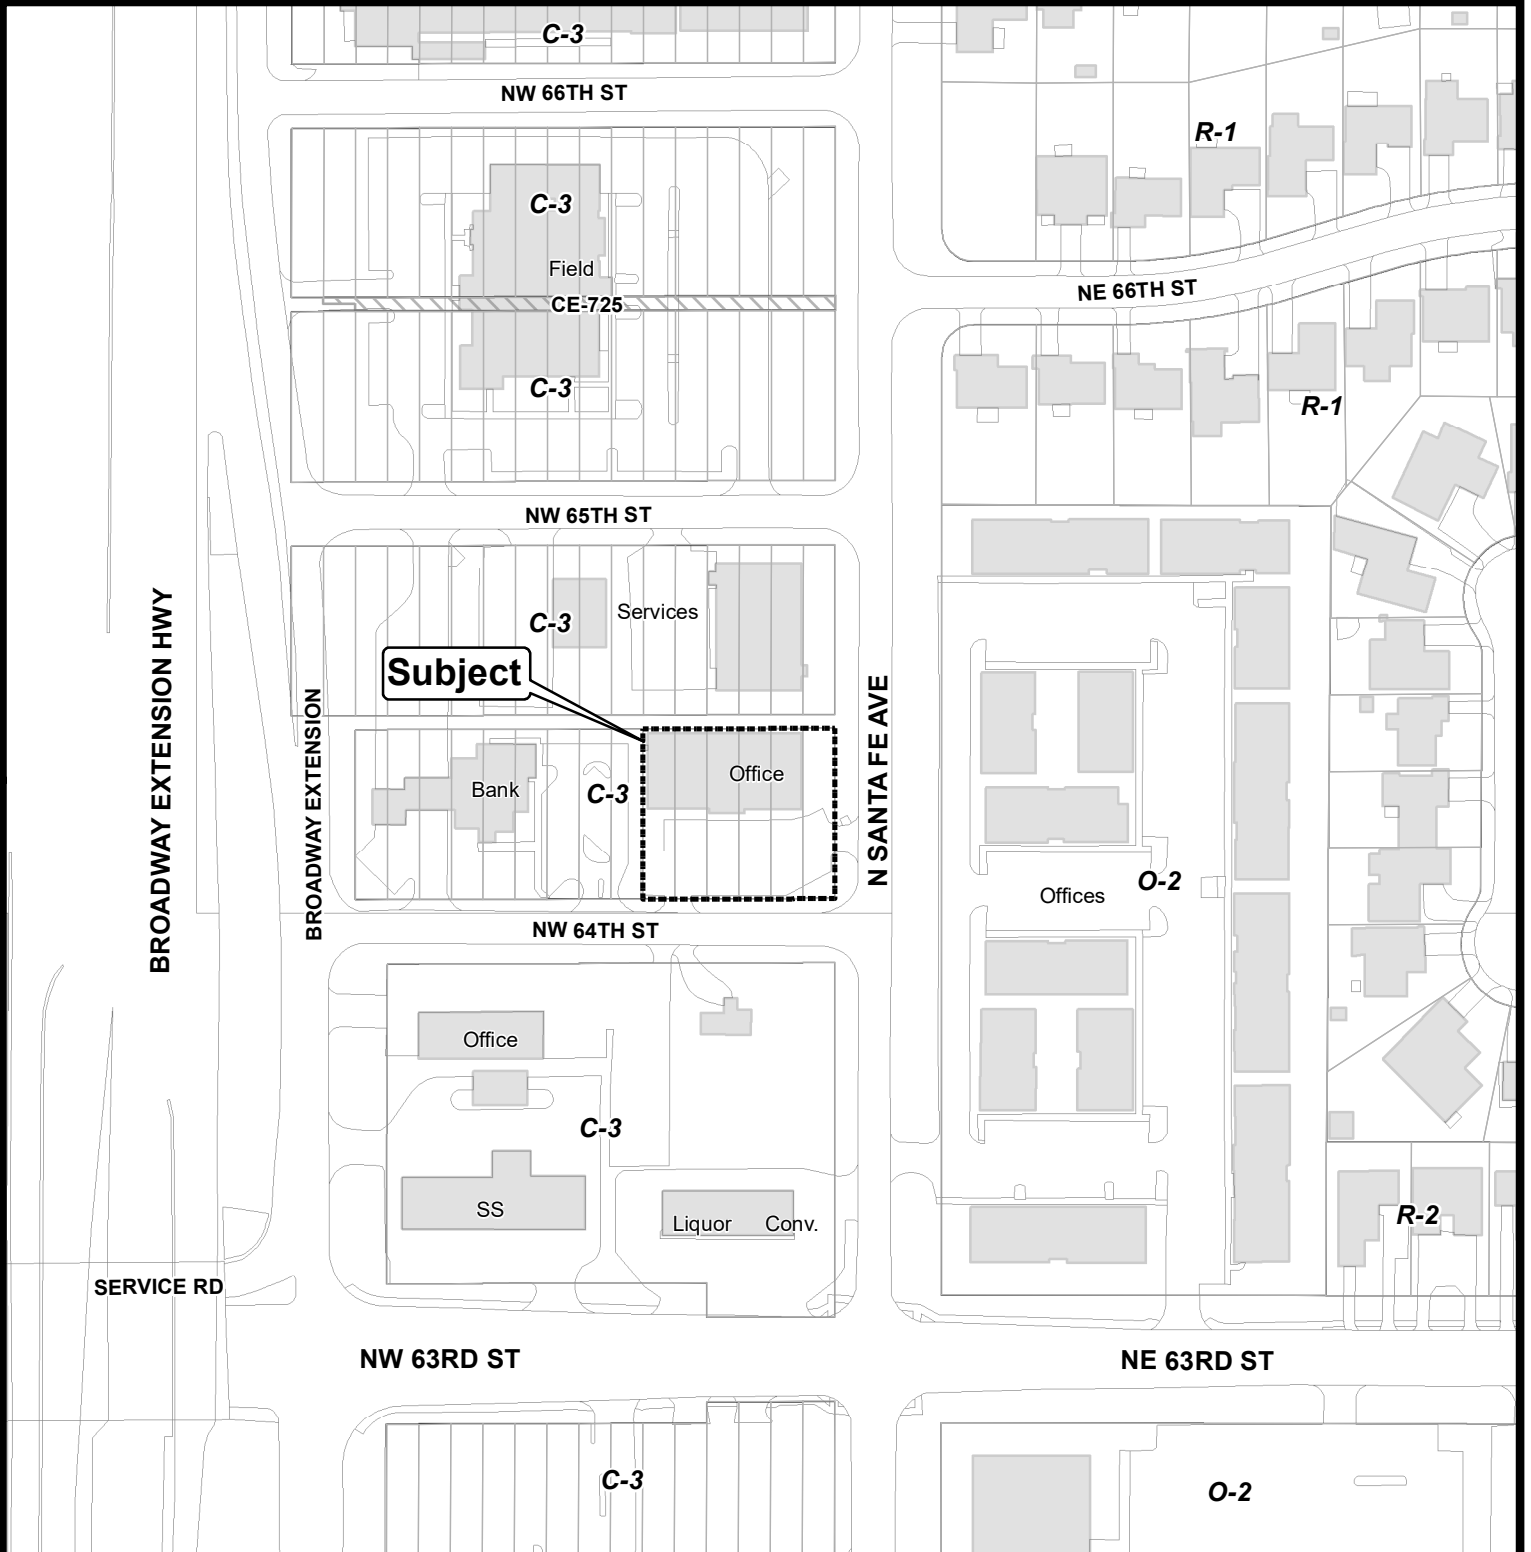 C-3
NW 66TH ST
R-1
C-3
Field
NE 66TH ST
CE-725
C-3
R-1
NW 65TH ST
C-3
Services
Subject
BROADWAY EXTENSION HWY
BROADWAY EXTENSION
N SANTA FE AVE
Bank
C-3
Office
Offices
O-2
NW 64TH ST
Office
C-3
SS
Liquor
Conv.
R-2
SERVICE RD
NW 63RD ST
NE 63RD ST
C-3
O-2